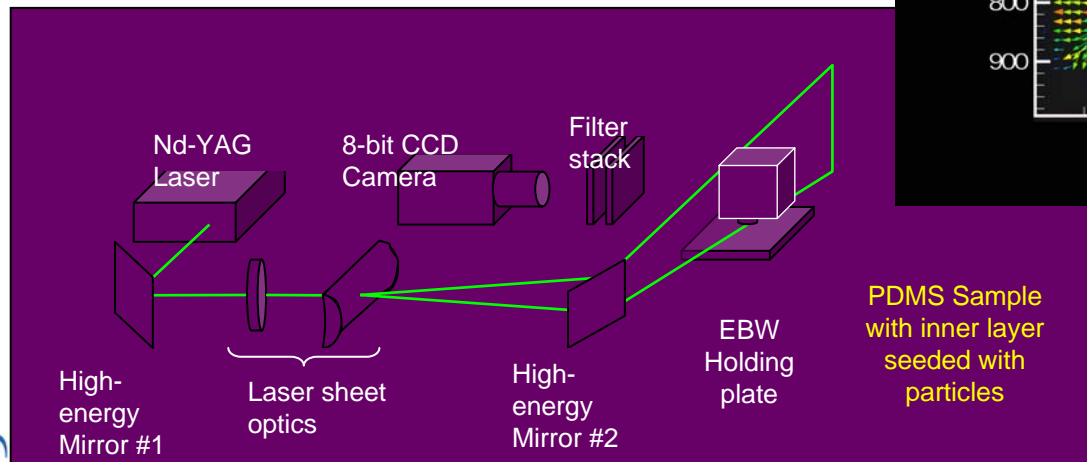 800
900
Nd-YAG
Laser
8-bit CCD
Camera
Filter
stack
High-
energy
Mirror #1
Laser sheet
optics
High-
energy
Mirror #2
EBW
Holding
plate
PDMS Sample
with inner layer
seeded with
particles